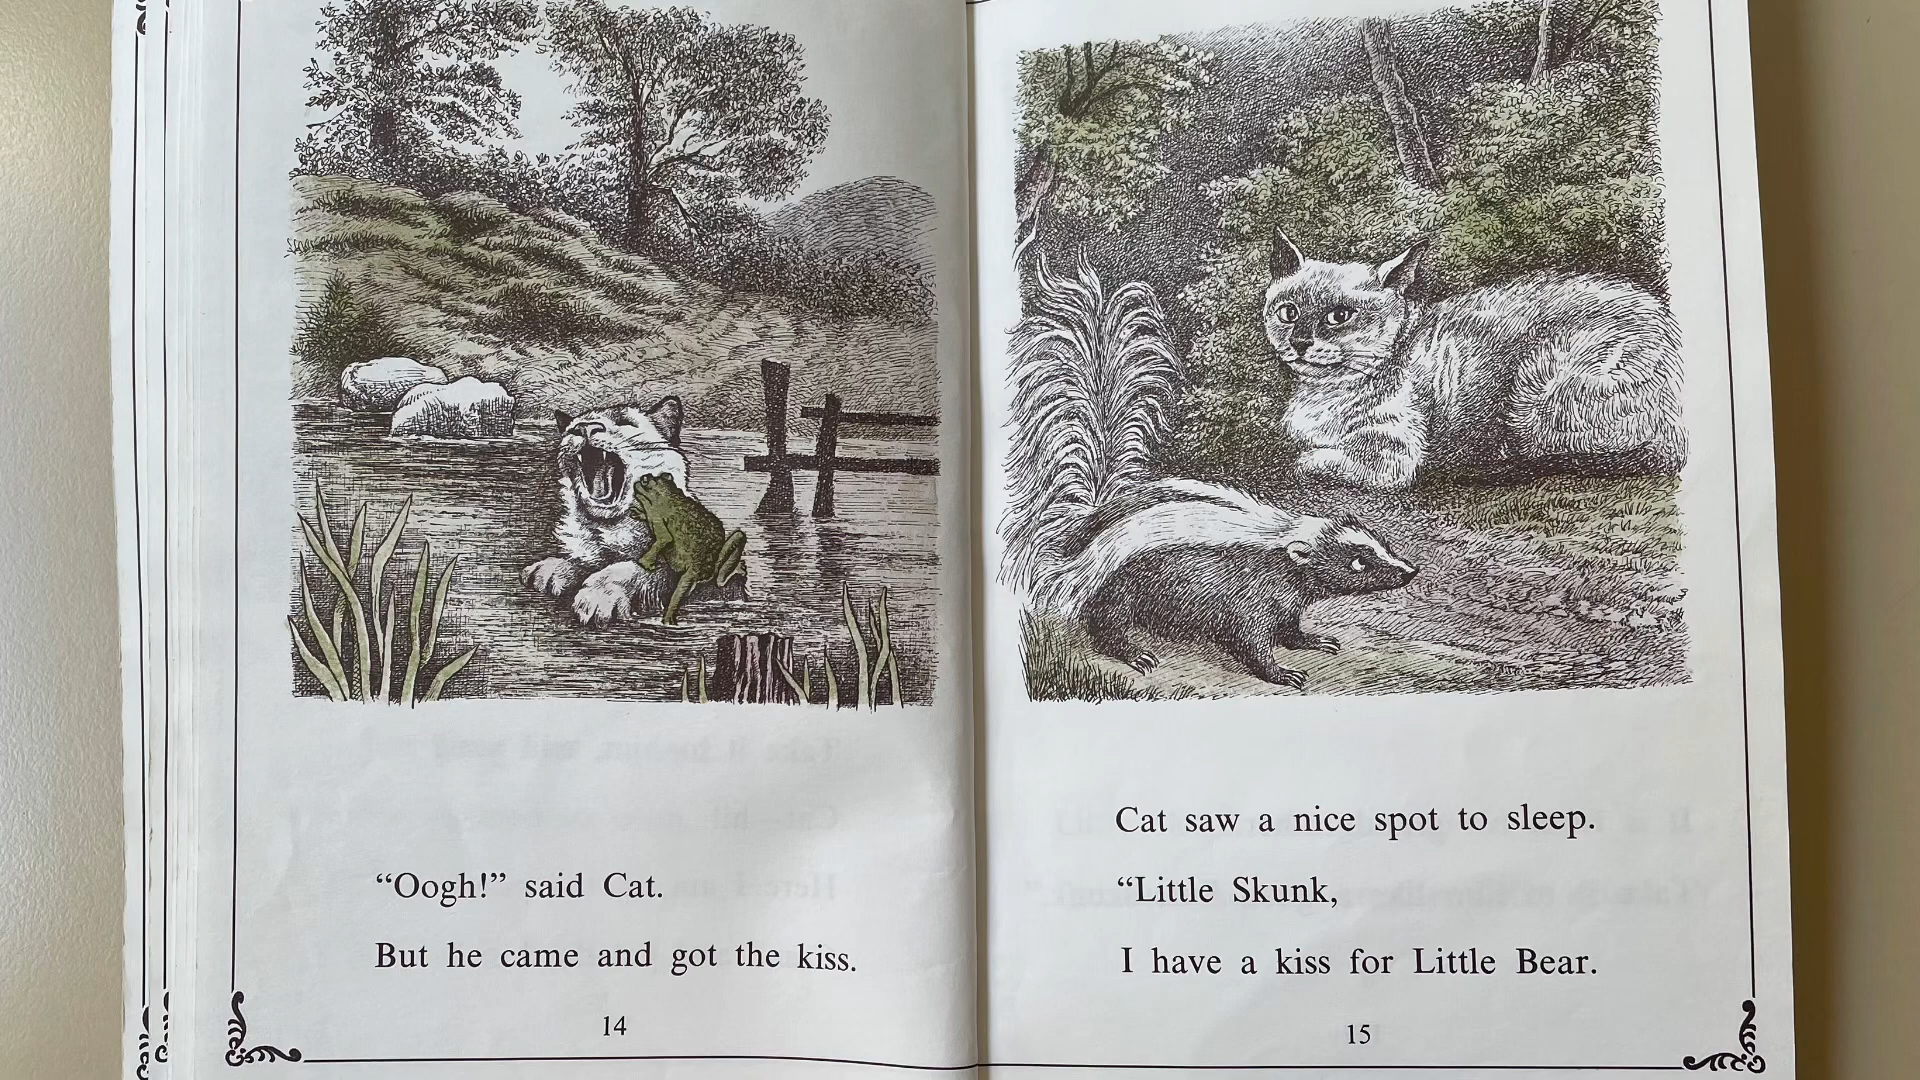 “Oogh!” said Cat.
But he came and got the kiss.
14
Cat saw a nice spot to sleep.
“Little Skunk,
I have a kiss for Little Bear.
15